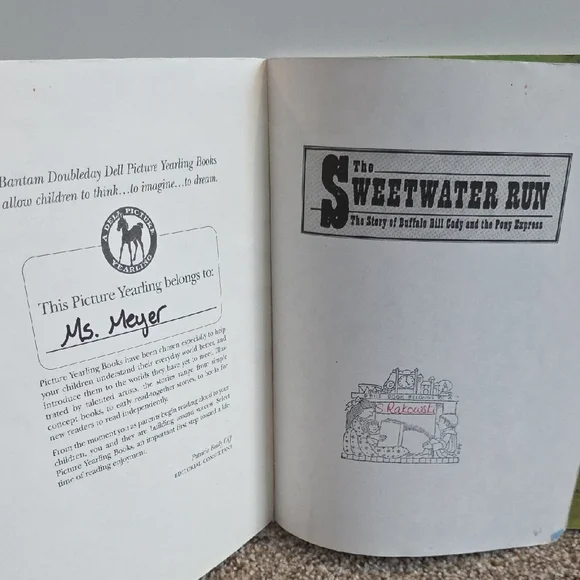 Bantam Doubleday Dell Picture Yearling Books
allow children to think...to imagine...to dream.
A DELL PICTURE
YEARLING
This Picture Yearling belongs to:
Ms. Meyer
Picture Yearling Books have been chosen especially to help
your children understand their everyday world better, and
introduce them to the worlds they have yet to meet. Illus-
trated by talented artists, the stories range from simple
concept books, to early read-together stories, to books for
new readers to read independently.
From the moment you as parents begin reading aloud to your
children, you and they are building toward success. Select
Picture Yearling Books, an important first step toward a life-
time of reading enjoyment.
EDITORIAL CONSULTANT
The
SWEETWATER RUN
The Story of Buffalo Bill Cody and the Pony Express
S. Rakowski